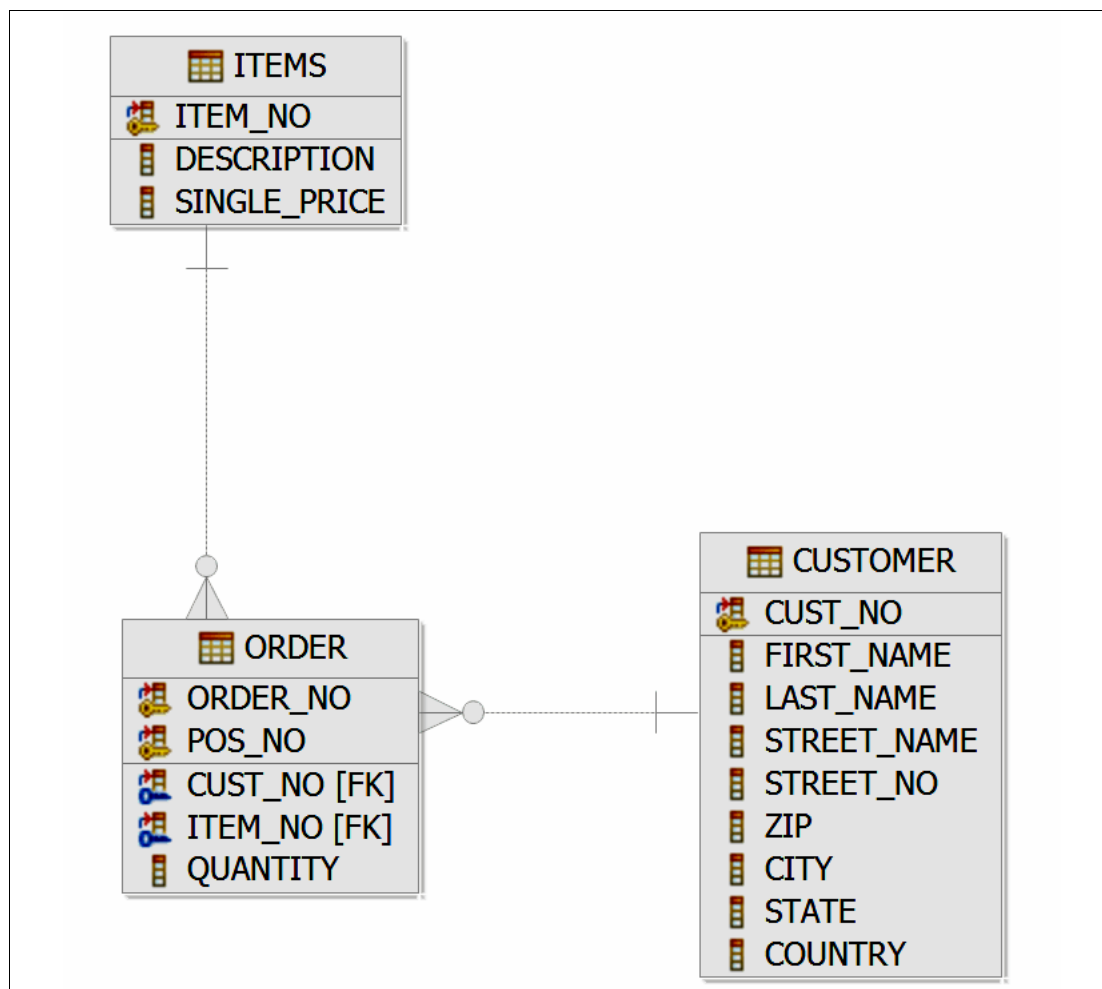 ITEMS
ITEM_NO
DESCRIPTION
SINGLE_PRICE
ORDER
ORDER_NO
POS_NO
CUST_NO [FK]
ITEM_NO [FK]
QUANTITY
CUSTOMER
CUST_NO
FIRST_NAME
LAST_NAME
STREET_NAME
STREET_NO
ZIP
CITY
STATE
COUNTRY